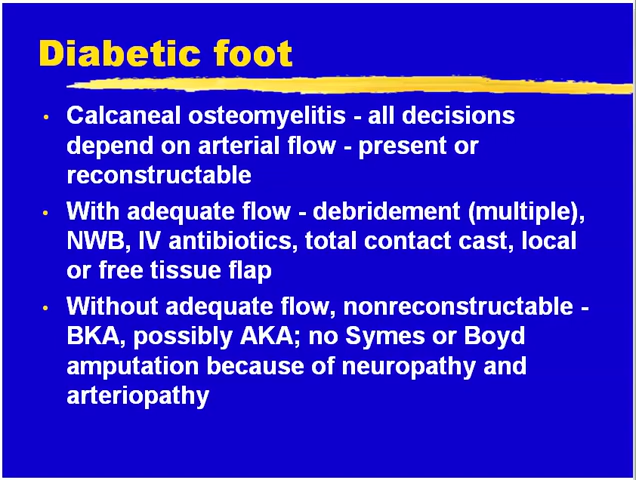 Diabetic foot
• Calcaneal osteomyelitis - all decisions
depend on arterial flow - present or
reconstructable
• With adequate flow - debridement (multiple),
NWB, IV antibiotics, total contact cast, local
or free tissue flap
• Without adequate flow, nonreconstructable -
BKA, possibly AKA; no Symes or Boyd
amputation because of neuropathy and
arteriopathy